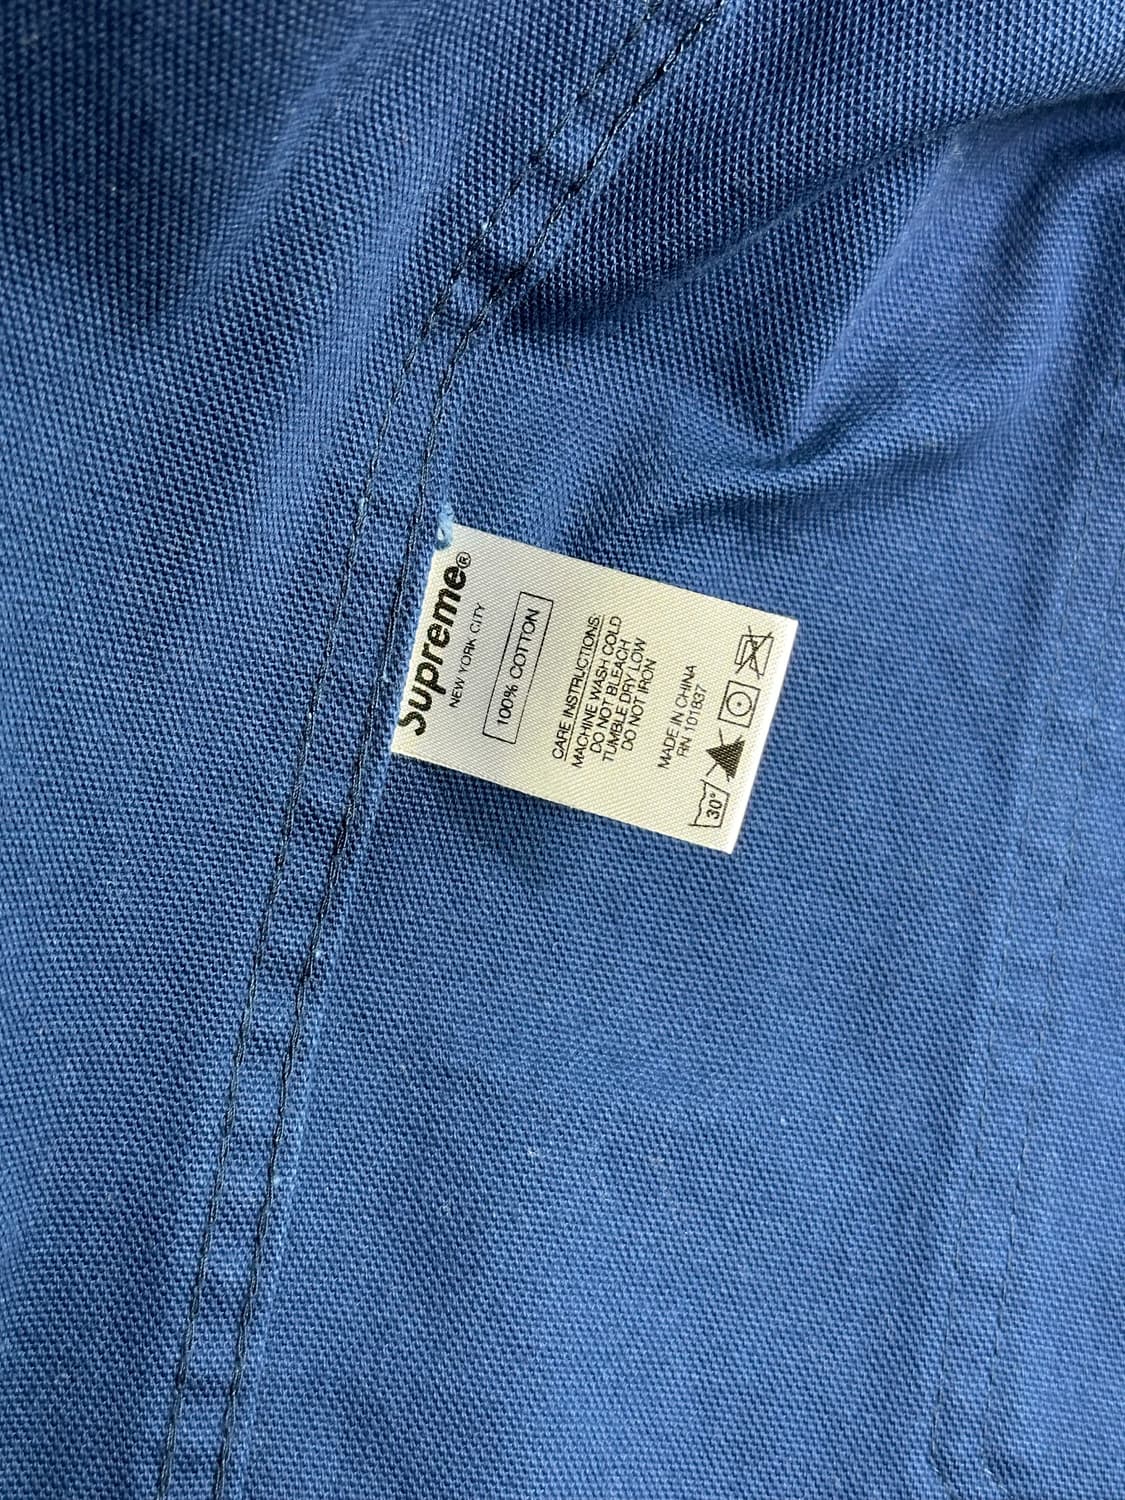 Supreme®
NEW YORK CITY
100% COTTON
CARE INSTRUCTIONS:
MACHINE WASH COLD
DO NOT BLEACH
TUMBLE DRY LOW
DO NOT IRON
MADE IN CHINA
RN 101837
30°